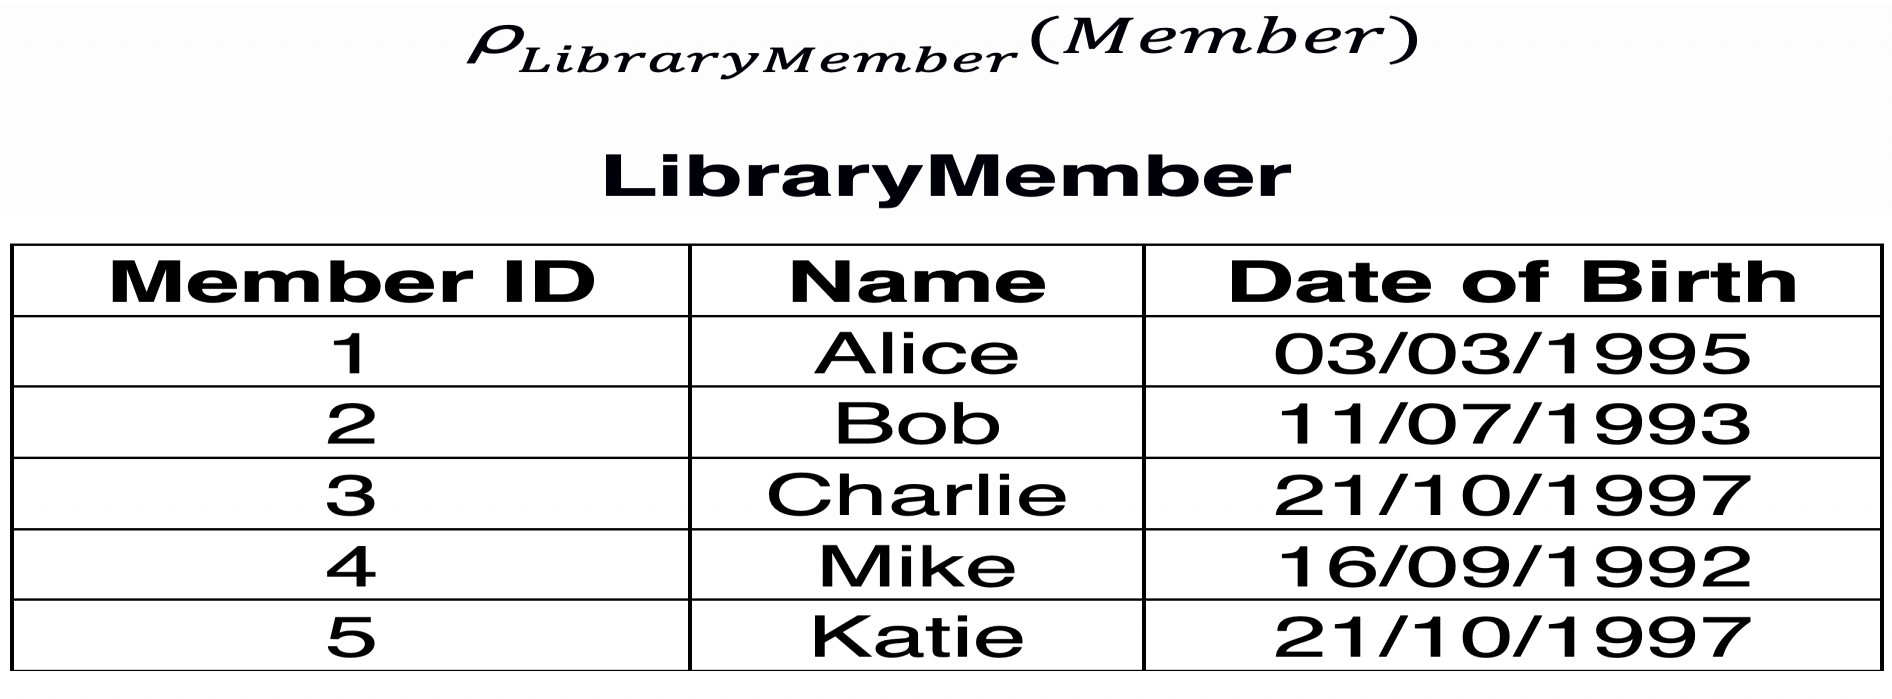 ρLibraryMember(Member)
LibraryMember
Member ID Name Date of Birth
1 Alice 03/03/1995
2 Bob 11/07/1993
3 Charlie 21/10/1997
4 Mike 16/09/1992
5 Katie 21/10/1997